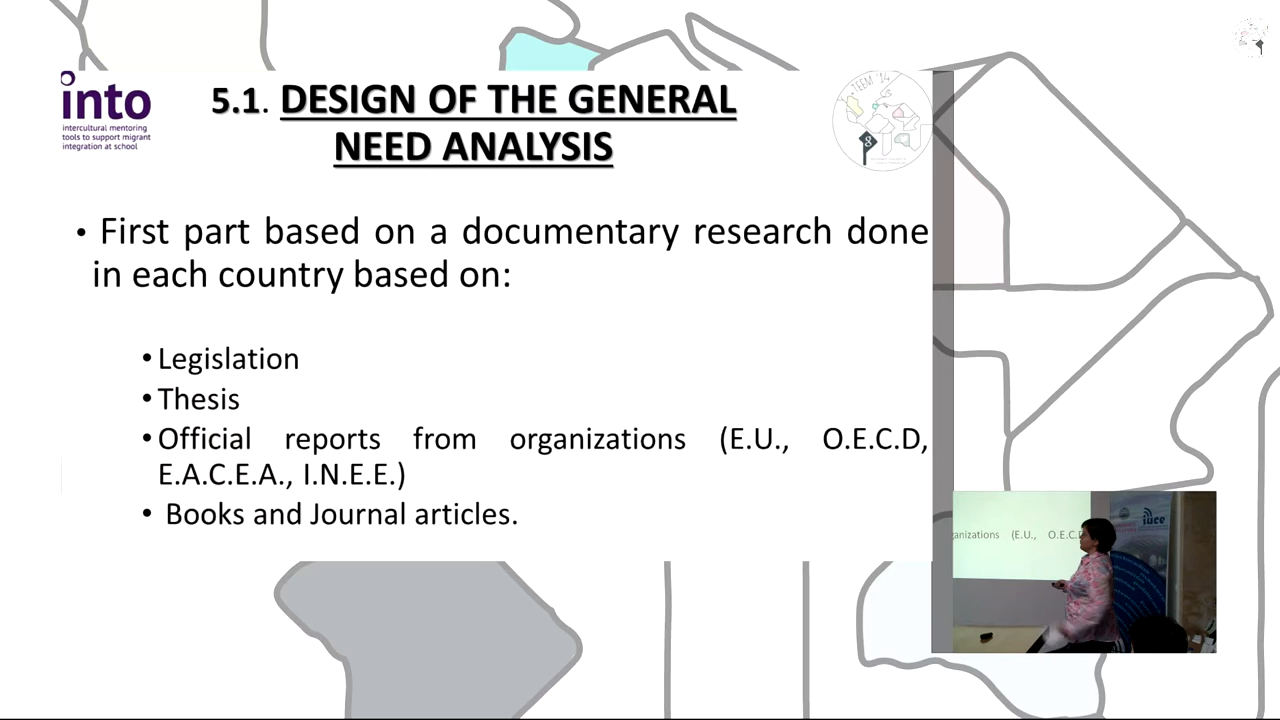 into
intercultural mentoring
tools to support migrant
integration at school
5.1. DESIGN OF THE GENERAL
NEED ANALYSIS
TEEM '14
• First part based on a documentary research done
in each country based on:
• Legislation
• Thesis
• Official reports from organizations (E.U., O.E.C.D,
E.A.C.E.A., I.N.E.E.)
• Books and Journal articles.
ganizations (E.U., O.E.C.D
iuce